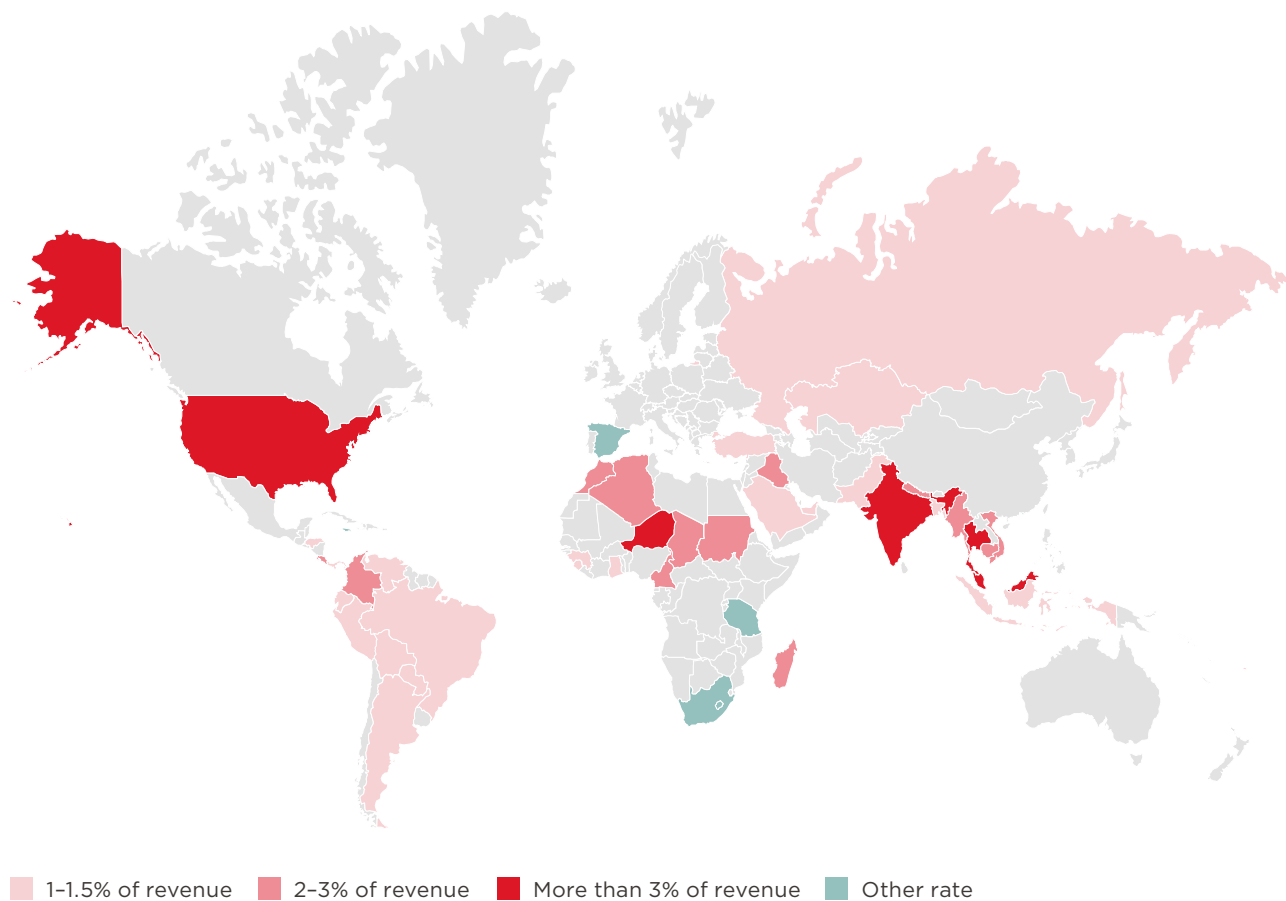 1–1.5% of revenue 2–3% of revenue More than 3% of revenue Other rate